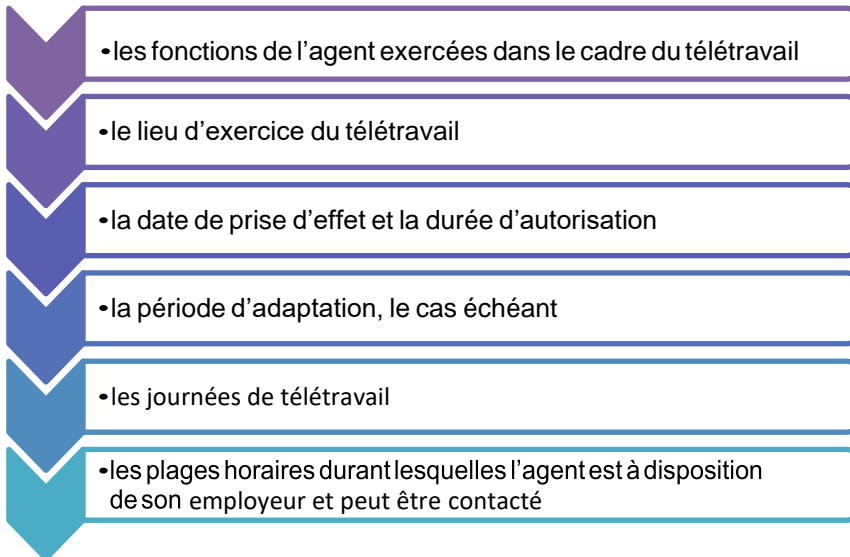 •les fonctions de l’agent exercées dans le cadre du télétravail
•le lieu d’exercice du télétravail
•la date de prise d’effet et la durée d’autorisation
•la période d’adaptation, le cas échéant
•les journées de télétravail
•les plages horaires durant lesquelles l’agent est à disposition
de son employeur et peut être contacté